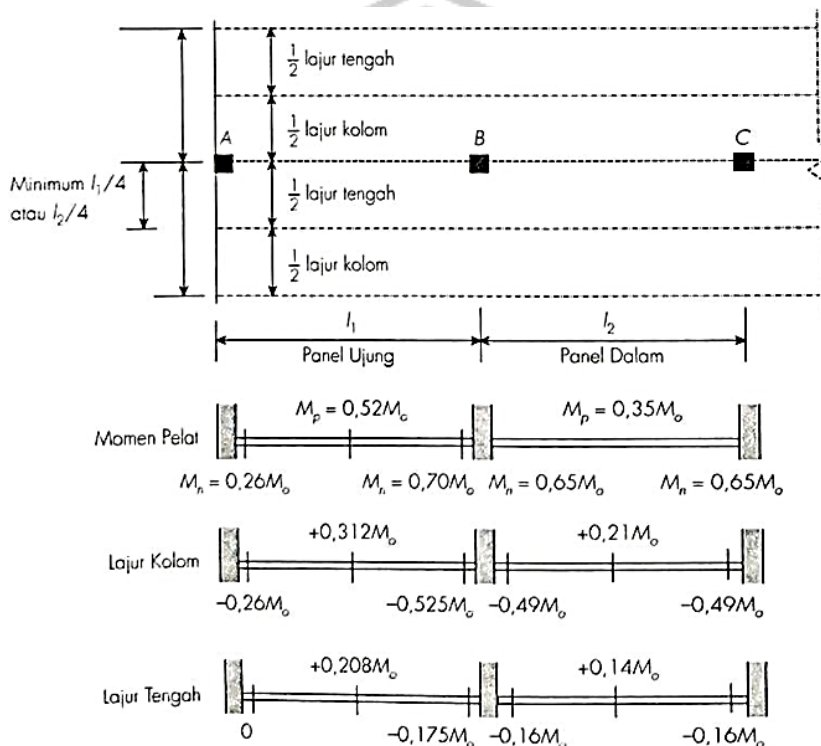 1/2 lajur tengah
A
1/2 lajur kolom
B
C
Minimum l₁/4
atau l₂/4
1/2 lajur tengah
1/2 lajur kolom
l₁
l₂
Panel Ujung
Panel Dalam
Momen Pelat
Mₚ = 0,52Mₒ
Mₚ = 0,35Mₒ
Mₙ = 0,26Mₒ
Mₙ = 0,70Mₒ
Mₙ = 0,65Mₒ
Mₙ = 0,65Mₒ
Lajur Kolom
+0,312Mₒ
+0,21Mₒ
−0,26Mₒ
−0,525Mₒ
−0,49Mₒ
−0,49Mₒ
Lajur Tengah
+0,208Mₒ
+0,14Mₒ
0
−0,175Mₒ
−0,16Mₒ
−0,16Mₒ